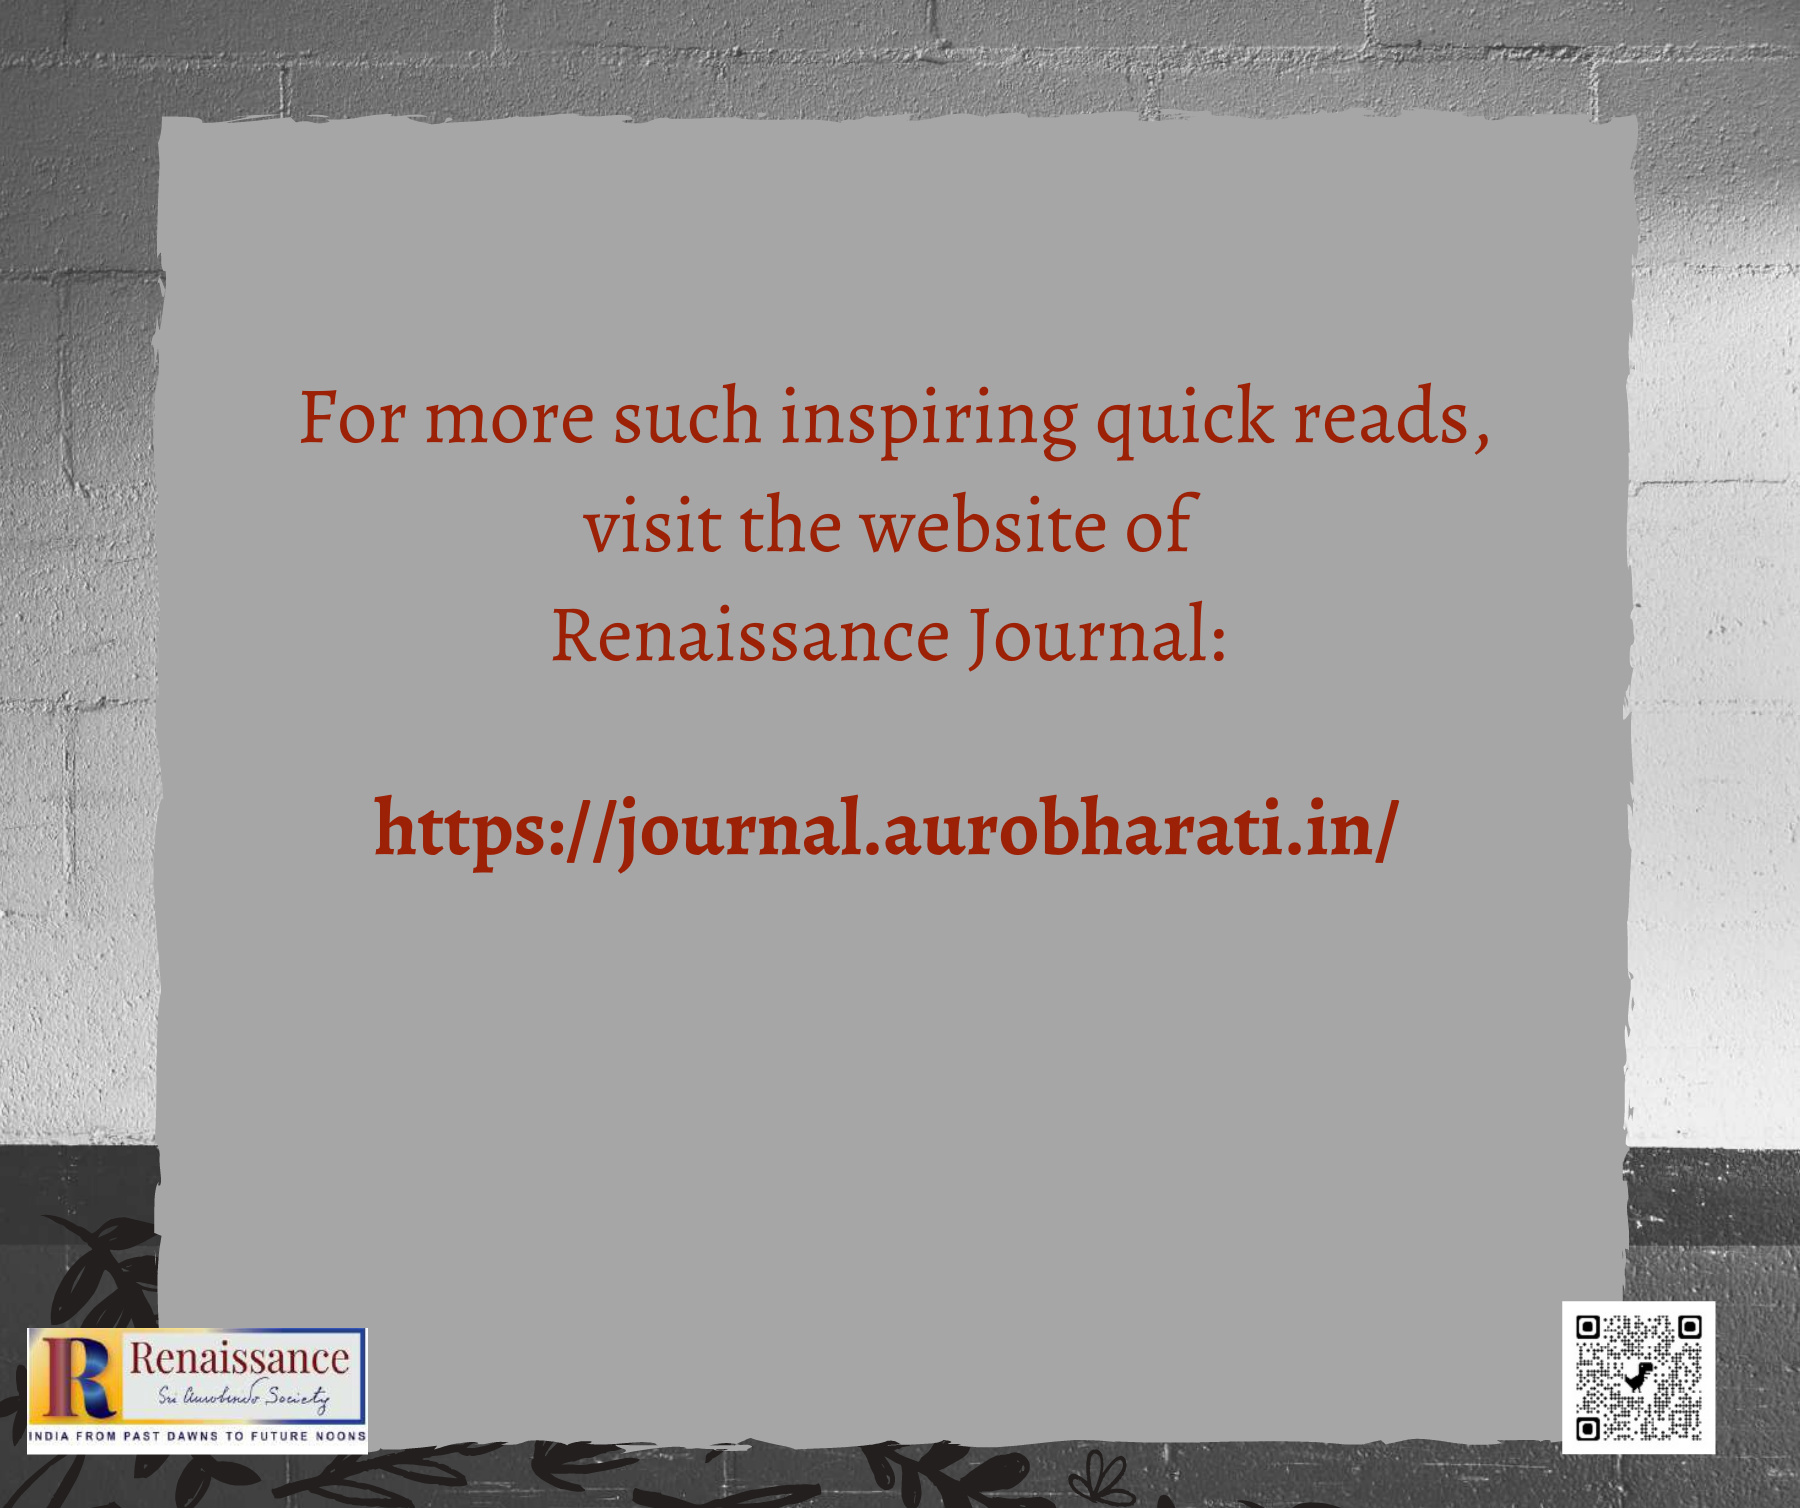 For more such inspiring quick reads,
visit the website of
Renaissance Journal:
https://journal.aurobharati.in/
Renaissance
Sri Aurobindo Society
INDIA FROM PAST DAWNS TO FUTURE NOONS